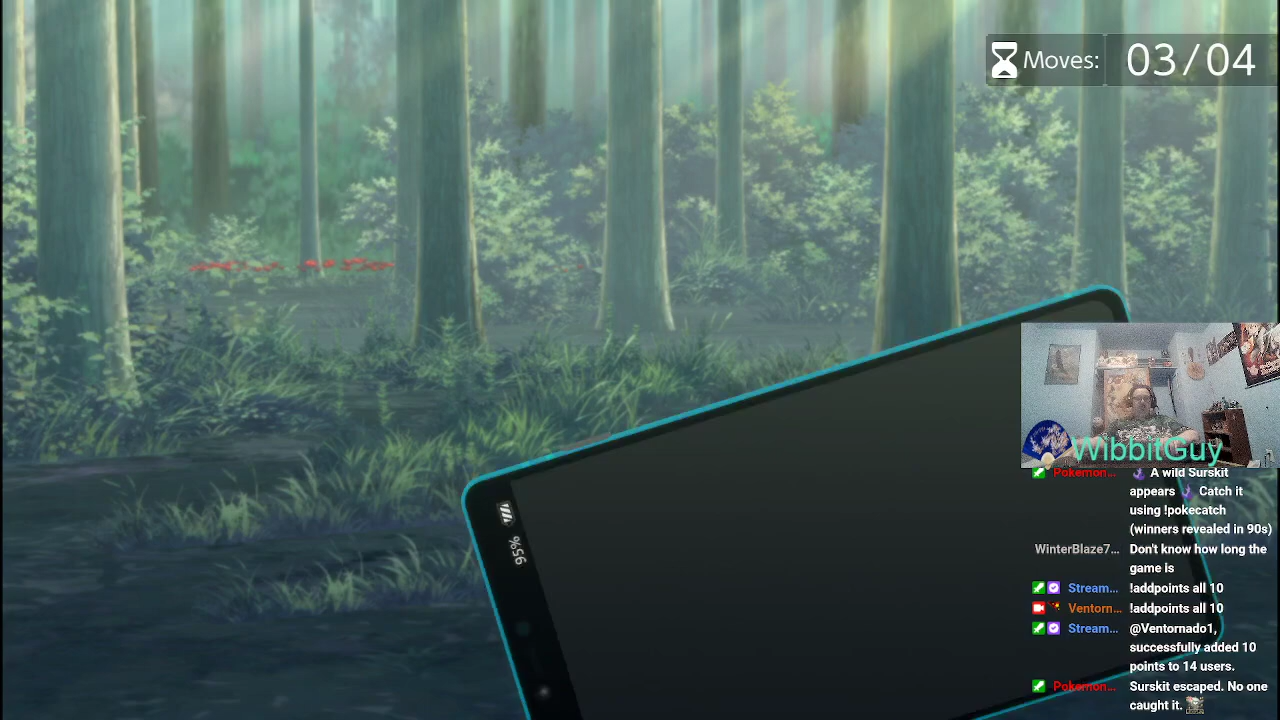 Moves: 03/04
95%
WibbitGuy
Pokemon... A wild Surskit
appears Catch it
using !pokecatch
(winners revealed in 90s)
WinterBlaze7... Don't know how long the
game is
Stream... !addpoints all 10
Ventorn... !addpoints all 10
Stream... @Ventornado1,
successfully added 10
points to 14 users.
Pokemon... Surskit escaped. No one
caught it.